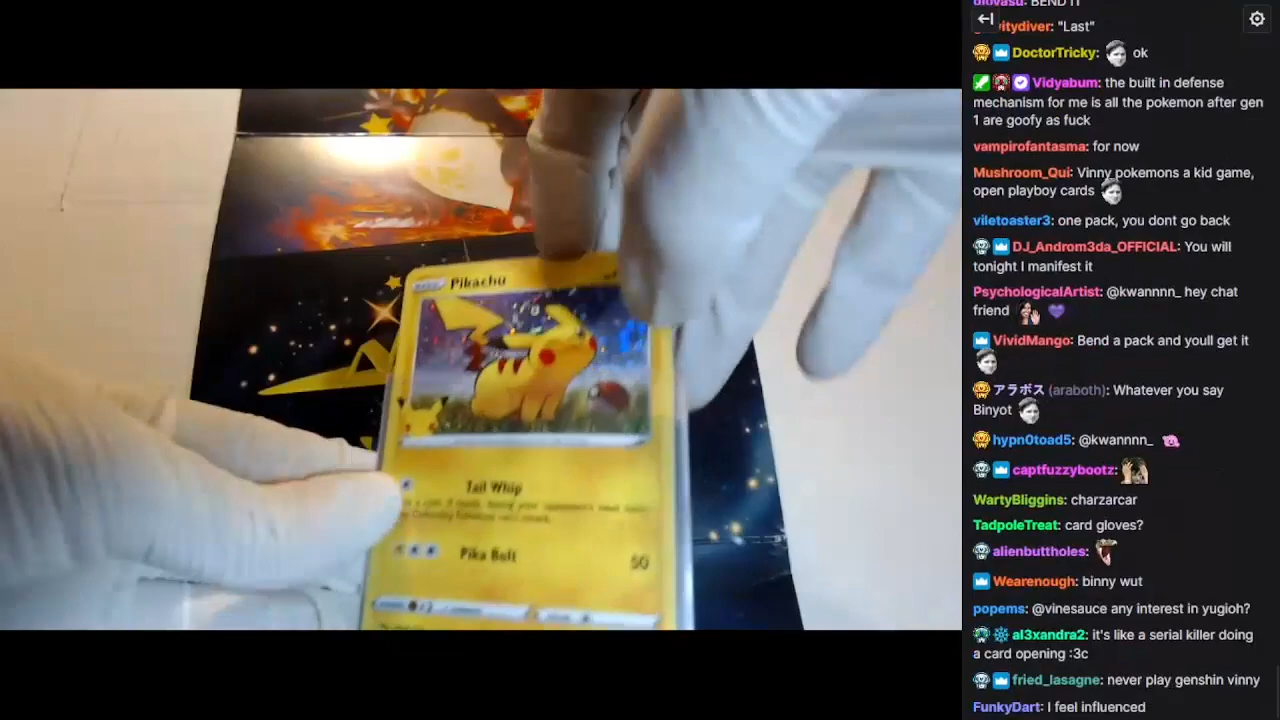 Pikachu
Tail Whip
Pika Bolt
50
BEND IT
"Last"
DoctorTricky: ok
Vidyabum: the built in defense
mechanism for me is all the pokemon after gen
1 are goofy as fuck
vampirofantasma: for now
Mushroom_Qui: Vinny pokemons a kid game,
open playboy cards
viletoaster3: one pack, you dont go back
DJ_Androm3da_OFFICIAL: You will
tonight I manifest it
PsychologicalArtist: @kwannnn_ hey chat
friend
VividMango: Bend a pack and youll get it
アラボス (araboth): Whatever you say
Binyot
hypn0toad5: @kwannnn_
captfuzzybootz:
WartyBliggins: charzarcar
TadpoleTreat: card gloves?
alienbuttholes:
Wearenough: binny wut
popems: @vinesauce any interest in yugioh?
al3xandra2: it's like a serial killer doing
a card opening :3c
fried_lasagne: never play genshin vinny
FunkyDart: I feel influenced